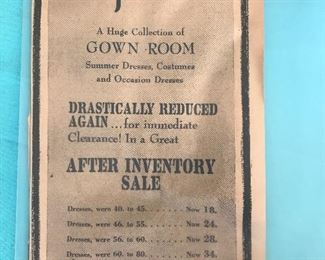 A Huge Collection of
GOWN ROOM
Summer Dresses, Costumes
and Occasion Dresses
DRASTICALLY REDUCED
AGAIN ... for immediate
Clearance! In a Great
AFTER INVENTORY
SALE
Dresses, were 40. to 45. ...... Now 18.
Dresses, were 46. to 55. ...... Now 24.
Dresses, were 56. to 60. ...... Now 28.
Dresses, were 60. to 80. ...... Now 34.